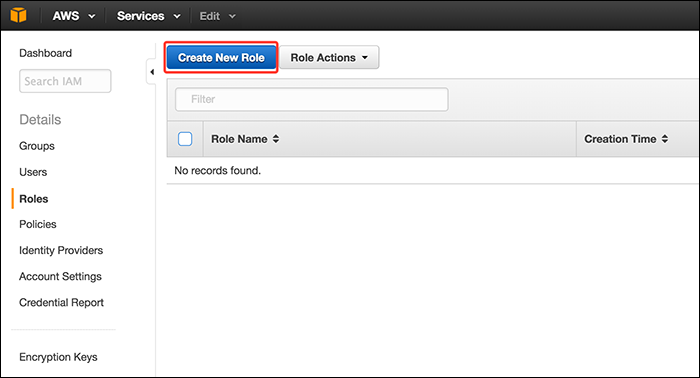 AWS Services Edit
Dashboard
Search IAM
Details
Groups
Users
Roles
Policies
Identity Providers
Account Settings
Credential Report
Encryption Keys
Create New Role Role Actions
Filter
Role Name Creation Time
No records found.